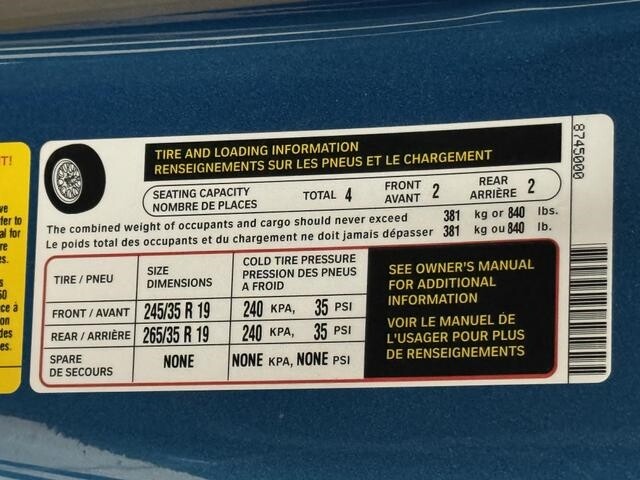 TIRE AND LOADING INFORMATION
RENSEIGNEMENTS SUR LES PNEUS ET LE CHARGEMENT
SEATING CAPACITY
NOMBRE DE PLACES
TOTAL 4
FRONT
AVANT 2
REAR
ARRIÈRE 2
The combined weight of occupants and cargo should never exceed 381 kg or 840 lbs.
Le poids total des occupants et du chargement ne doit jamais dépasser 381 kg ou 840 lb.
TIRE / PNEU
SIZE
DIMENSIONS
COLD TIRE PRESSURE
PRESSION DES PNEUS
A FROID
FRONT / AVANT 245/35 R 19 240 KPA, 35 PSI
REAR / ARRIÈRE 265/35 R 19 240 KPA, 35 PSI
SPARE
DE SECOURS
NONE NONE KPA, NONE PSI
SEE OWNER'S MANUAL
FOR ADDITIONAL
INFORMATION
VOIR LE MANUEL DE
L'USAGER POUR PLUS
DE RENSEIGNEMENTS
8745000